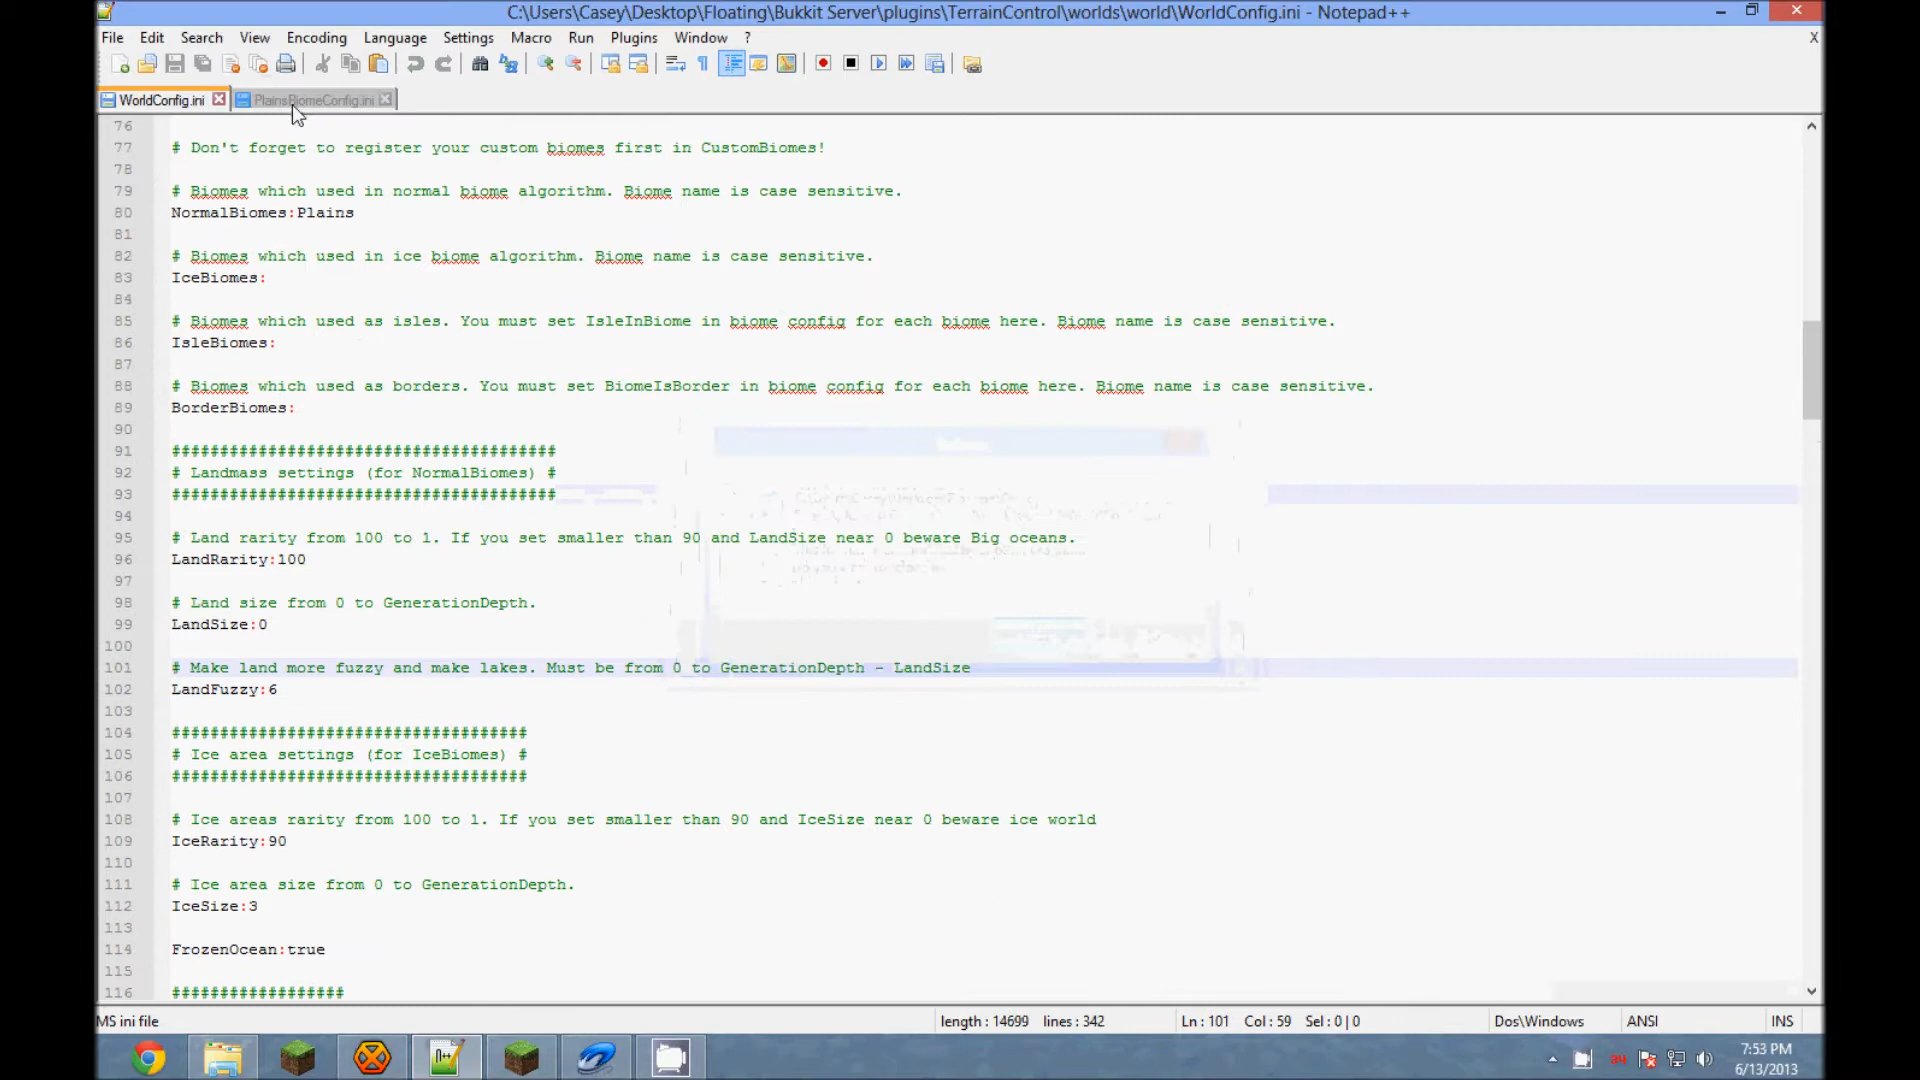 C:\Users\Casey\Desktop\Floating\Bukkit Server\plugins\TerrainControl\worlds\world\WorldConfig.ini - Notepad++
File Edit Search View Encoding Language Settings Macro Run Plugins Window ? X
WorldConfig.ini PlainsBiomeConfig.ini
76
77 # Don't forget to register your custom biomes first in CustomBiomes!
78
79 # Biomes which used in normal biome algorithm. Biome name is case sensitive.
80 NormalBiomes:Plains
81
82 # Biomes which used in ice biome algorithm. Biome name is case sensitive.
83 IceBiomes:
84
85 # Biomes which used as isles. You must set IsleInBiome in biome config for each biome here. Biome name is case sensitive.
86 IsleBiomes:
87
88 # Biomes which used as borders. You must set BiomeIsBorder in biome config for each biome here. Biome name is case sensitive.
89 BorderBiomes:
90
91 ########################################
92 # Landmass settings (for NormalBiomes) #
93 ########################################
94
95 # Land rarity from 100 to 1. If you set smaller than 90 and LandSize near 0 beware Big oceans.
96 LandRarity:100
97
98 # Land size from 0 to GenerationDepth.
99 LandSize:0
100
101 # Make land more fuzzy and make lakes. Must be from 0 to GenerationDepth - LandSize
102 LandFuzzy:6
103
104 #####################################
105 # Ice area settings (for IceBiomes) #
106 #####################################
107
108 # Ice areas rarity from 100 to 1. If you set smaller than 90 and IceSize near 0 beware ice world
109 IceRarity:90
110
111 # Ice area size from 0 to GenerationDepth.
112 IceSize:3
113
114 FrozenOcean:true
115
116 ##################
MS ini file length : 14699 lines : 342 Ln : 101 Col : 59 Sel : 0 | 0 Dos\Windows ANSI INS
7:53 PM
6/13/2013